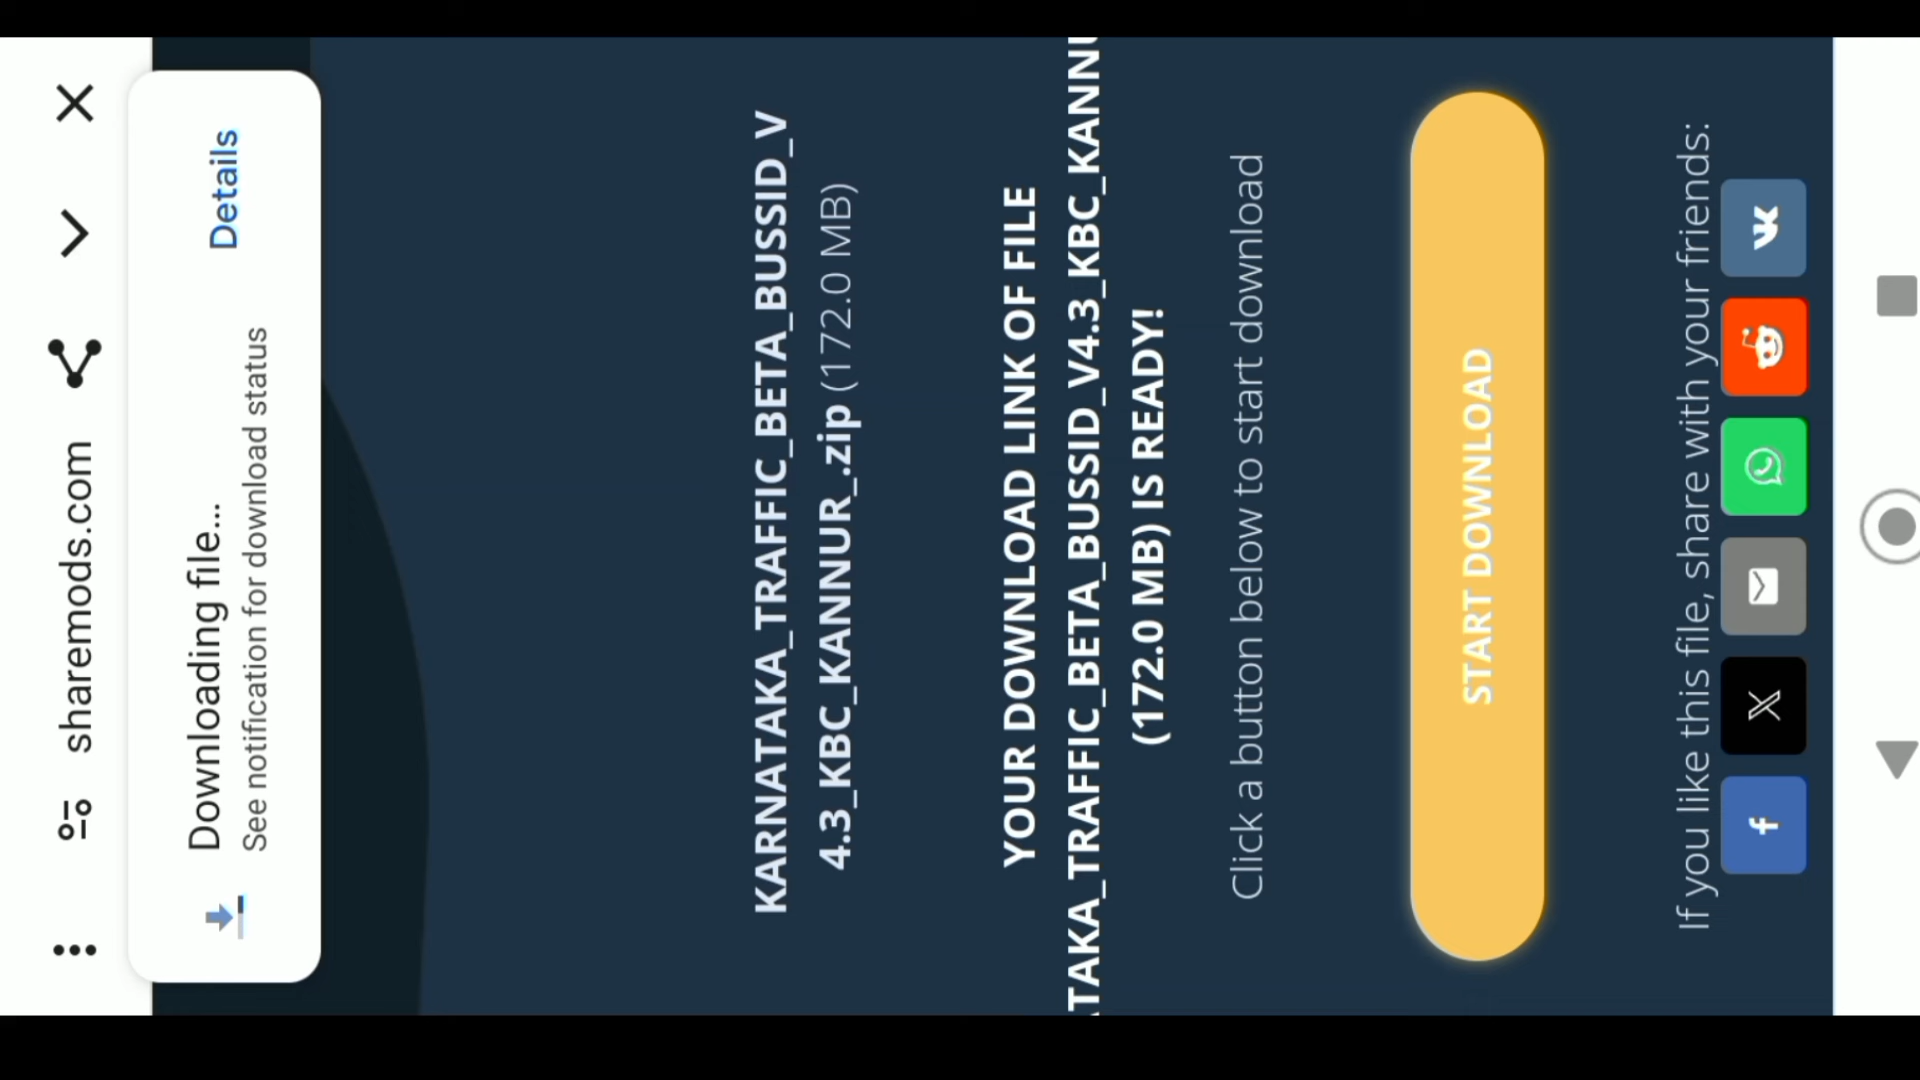 sharemods.com
Downloading file...
See notification for download status
Details
KARNATAKA_TRAFFIC_BETA_BUSSID_V
4.3_KBC_KANNUR_.zip (172.0 MB)
YOUR DOWNLOAD LINK OF FILE
TAKA_TRAFFIC_BETA_BUSSID_V4.3_KBC_KANNU
(172.0 MB) IS READY!
Click a button below to start download
START DOWNLOAD
If you like this file, share with your friends: